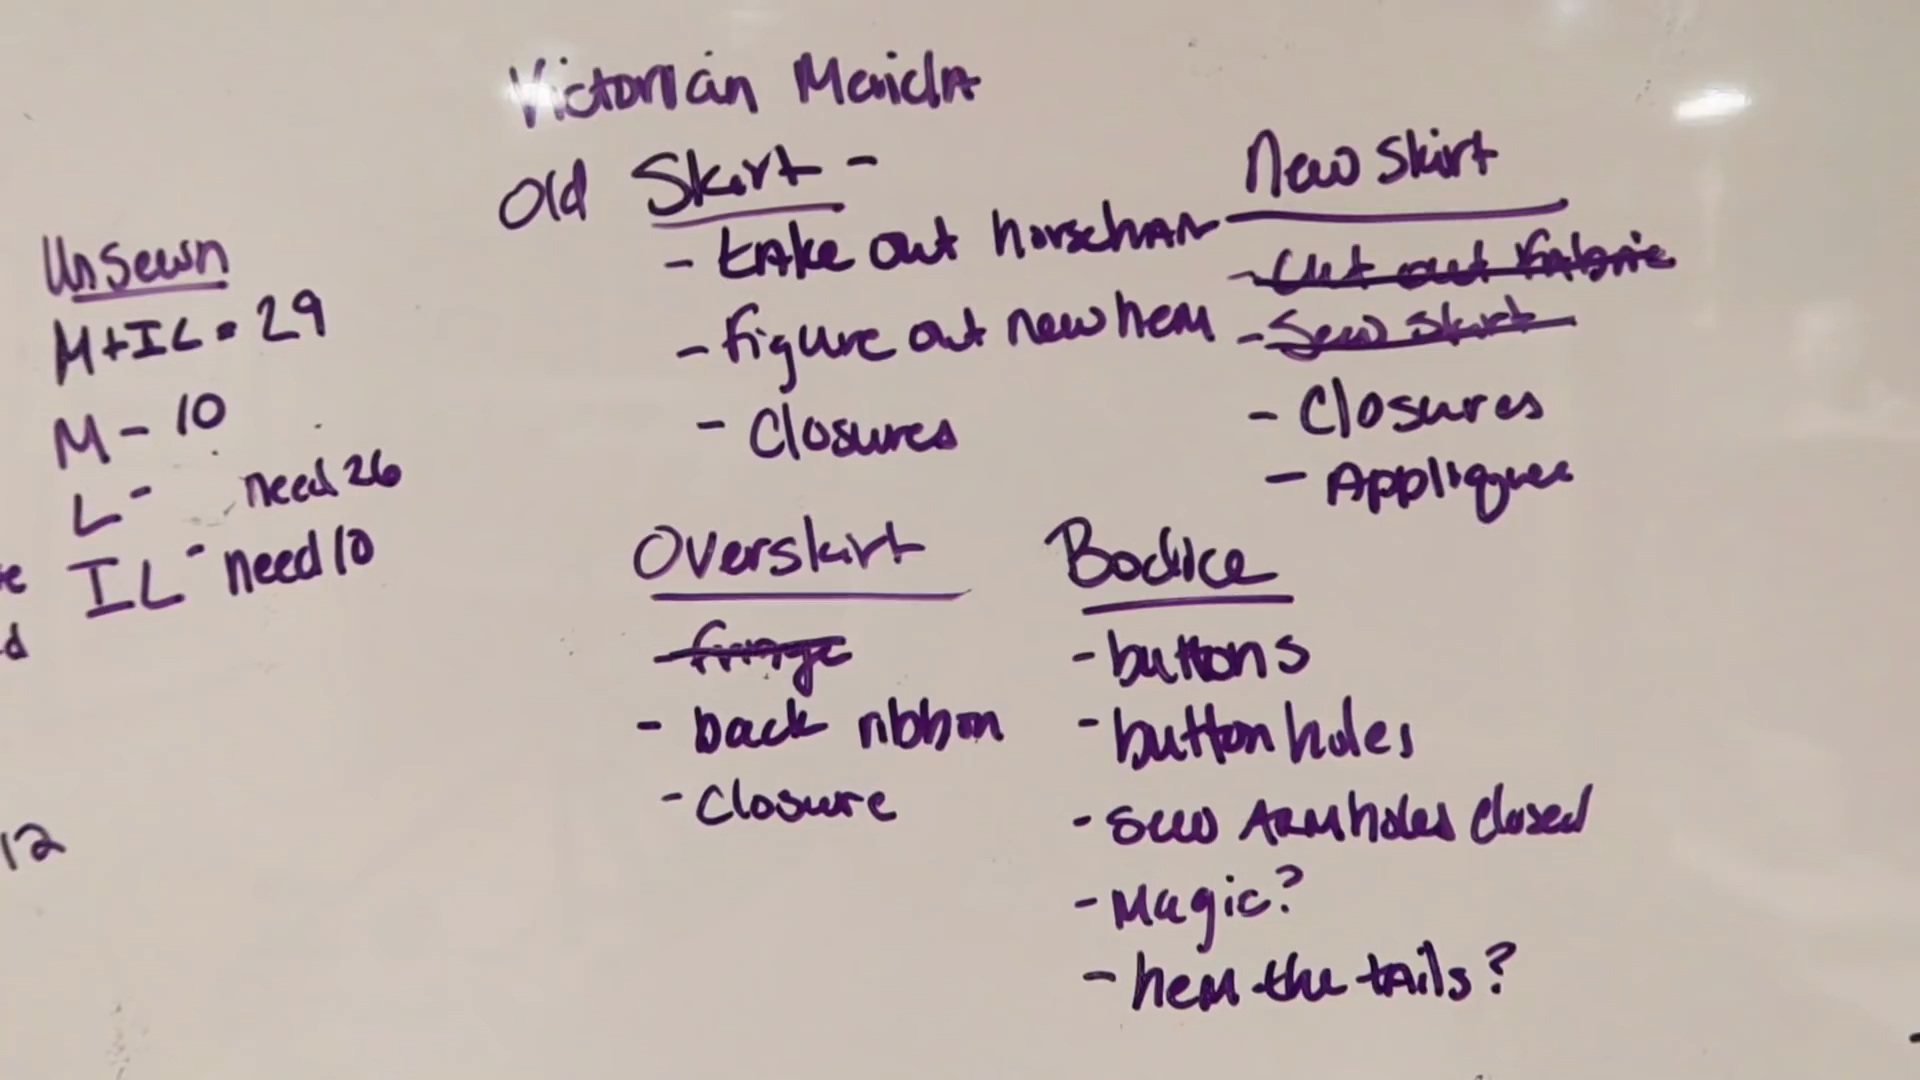 Victorian
Unsewn
M+IL = 29
M - 10
L - need 26
IL - need 10
12
Old Skirt -
- take out horsehair
- figure out new hem
- Closures
New Skirt
- Cut out fabric
- Sew skirt
- Closures
- Appliques
Overskirt
- fringe
- back ribbon
- Closure
Bodice
- buttons
- button holes
- sew Armholes closed
- Magic?
- hem the tails?